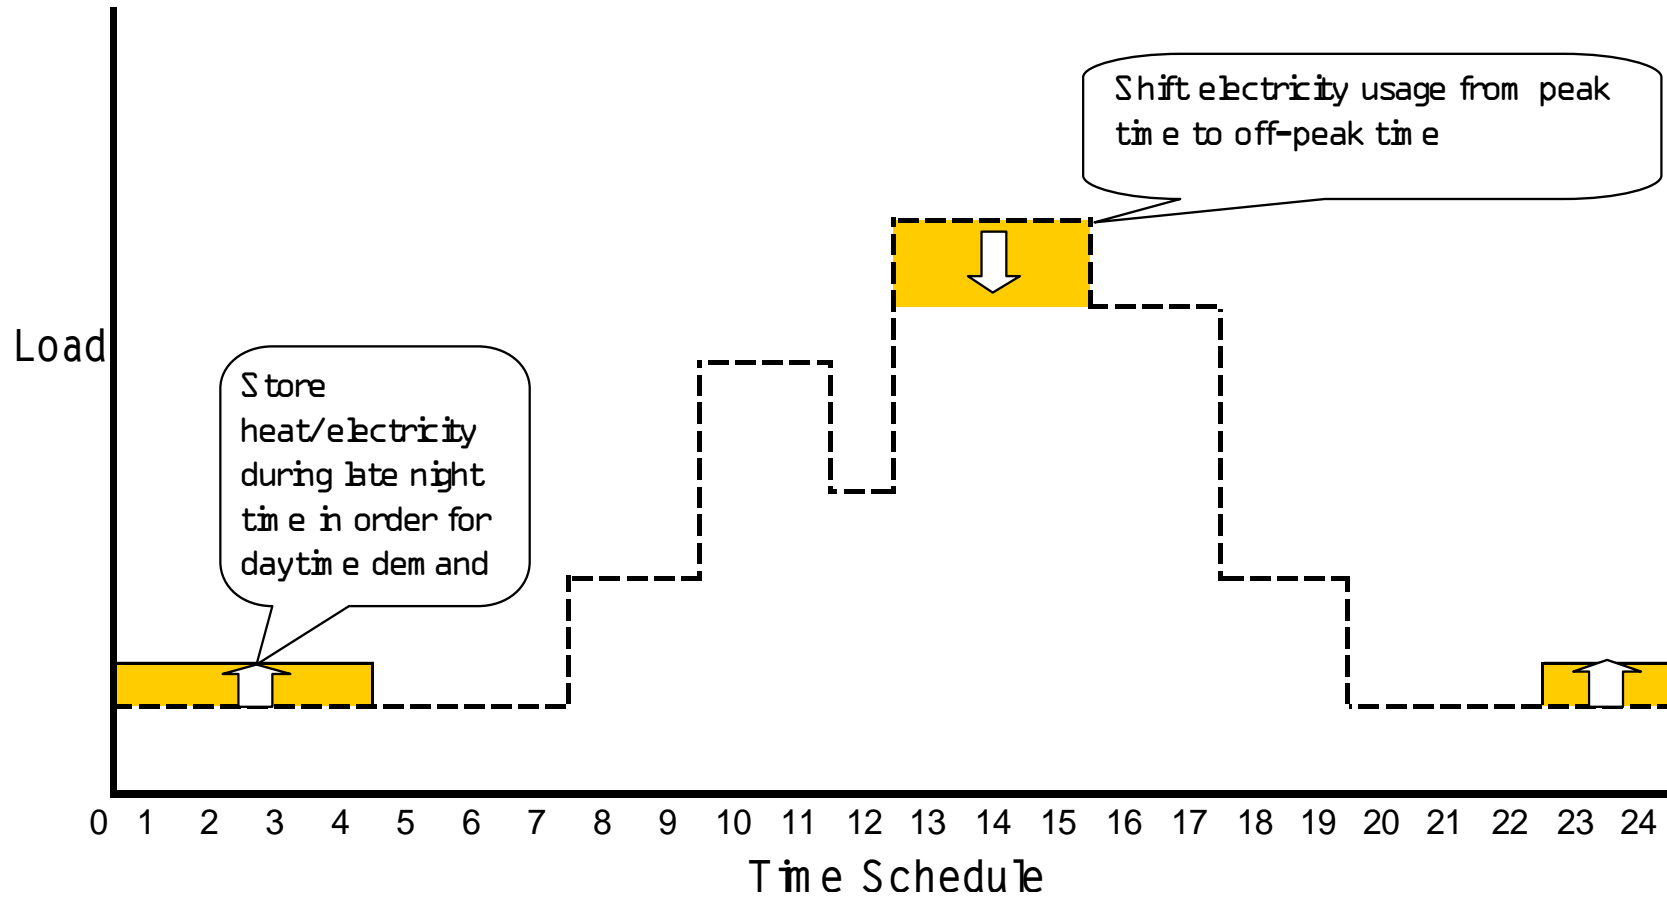 Shift electricity usage from peak
time to off-peak time
Load
Store
heat/electricity
during late night
time in order for
daytime demand
0 1 2 3 4 5 6 7 8 9 10 11 12 13 14 15 16 17 18 19 20 21 22 23 24
Time Schedule